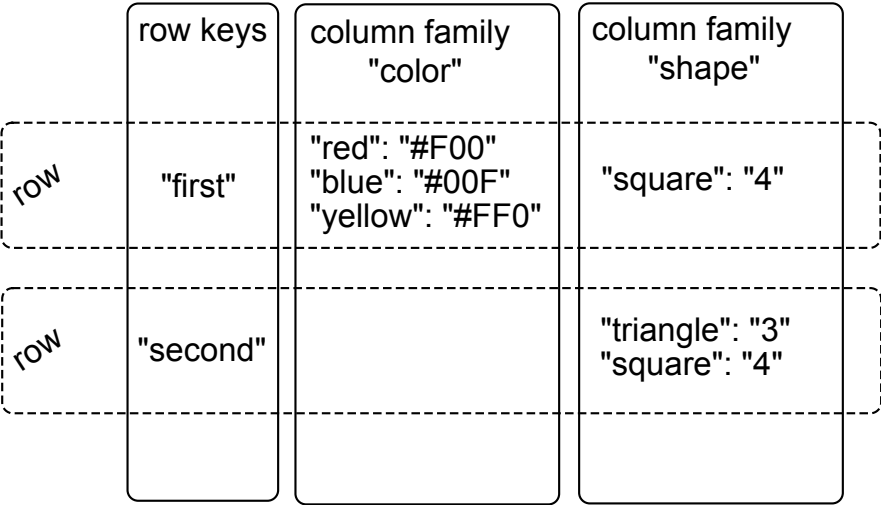 row keys
column family
"color"
column family
"shape"
row
"first"
"red": "#F00"
"blue": "#00F"
"yellow": "#FF0"
"square": "4"
row
"second"
"triangle": "3"
"square": "4"